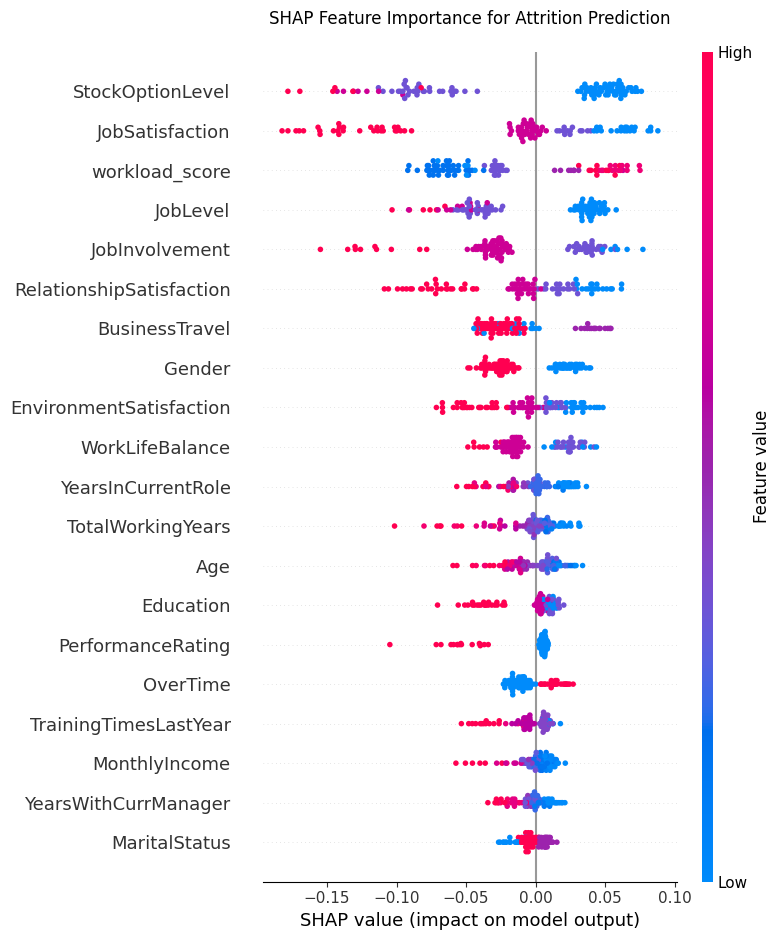 SHAP Feature Importance for Attrition Prediction
High
StockOptionLevel
JobSatisfaction
workload_score
JobLevel
JobInvolvement
RelationshipSatisfaction
BusinessTravel
Gender
EnvironmentSatisfaction
WorkLifeBalance
YearsInCurrentRole
TotalWorkingYears
Age
Education
PerformanceRating
OverTime
TrainingTimesLastYear
MonthlyIncome
YearsWithCurrManager
MaritalStatus
Feature value
Low
−0.15 −0.10 −0.05 0.00 0.05 0.10
SHAP value (impact on model output)